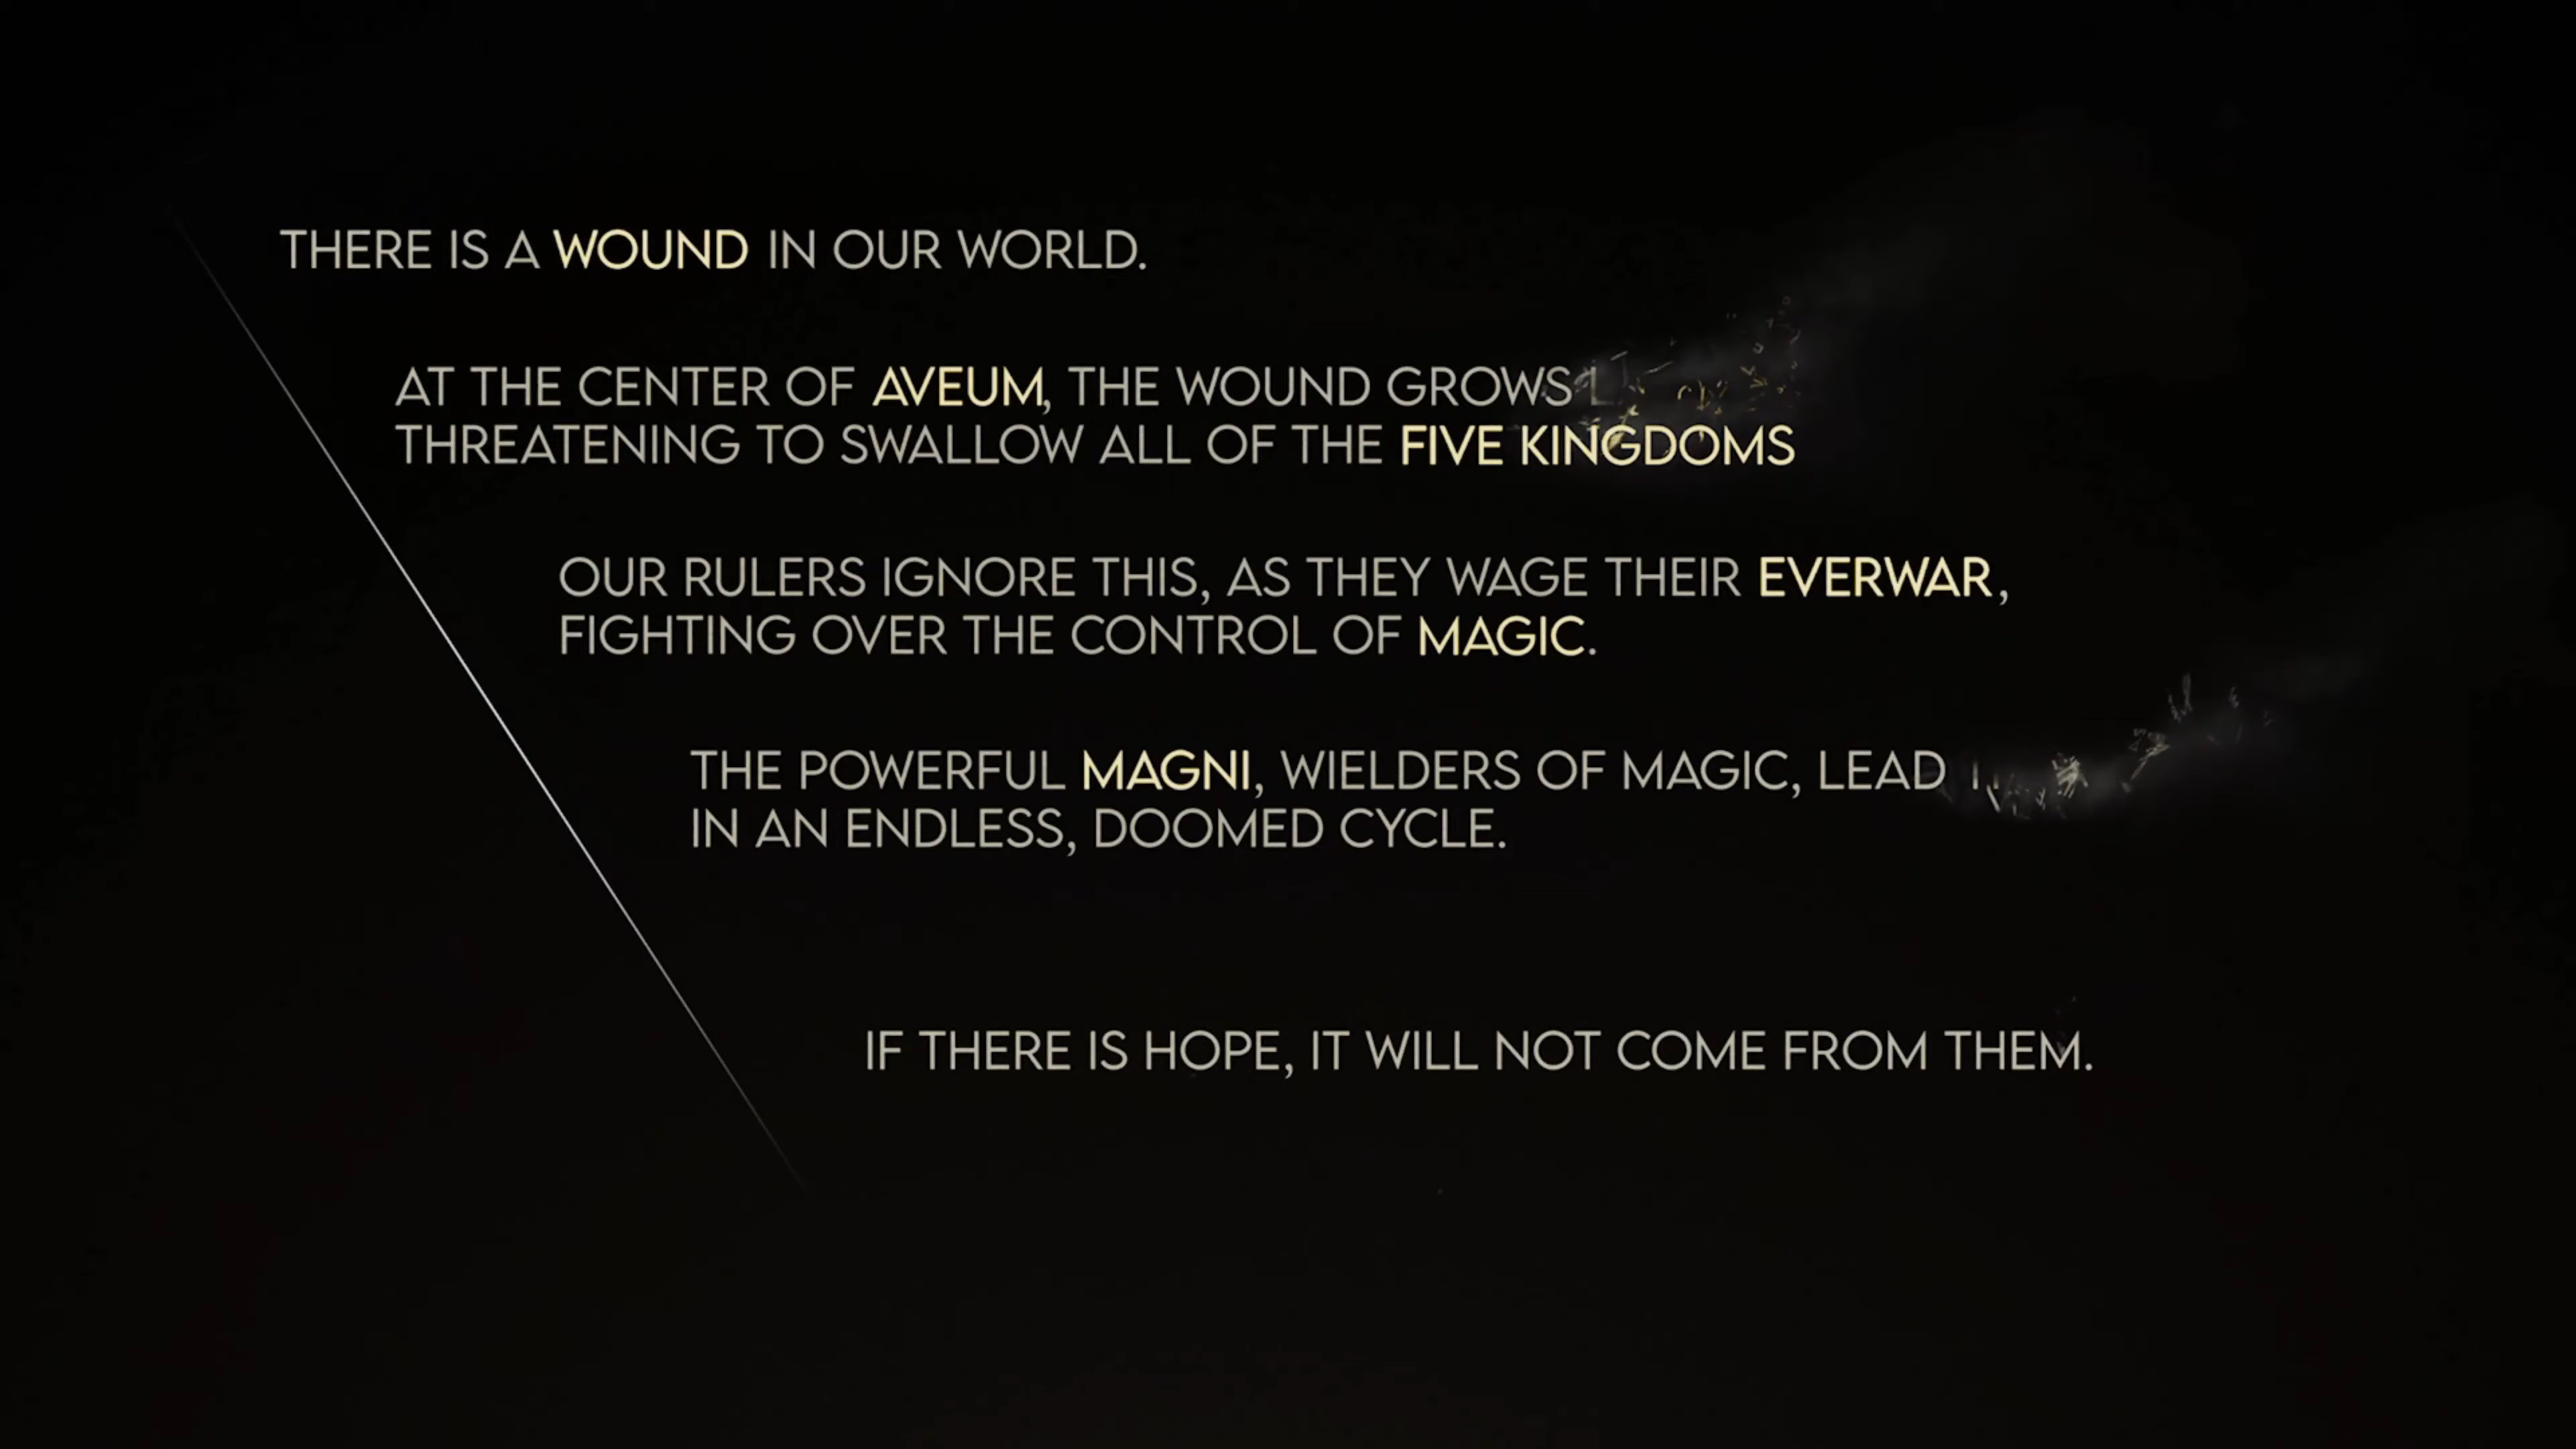 THERE IS A WOUND IN OUR WORLD.
AT THE CENTER OF AVEUM, THE WOUND GROWS
THREATENING TO SWALLOW ALL OF THE FIVE KINGDOMS
OUR RULERS IGNORE THIS, AS THEY WAGE THEIR EVERWAR,
FIGHTING OVER THE CONTROL OF MAGIC.
THE POWERFUL MAGNI, WIELDERS OF MAGIC, LEAD
IN AN ENDLESS, DOOMED CYCLE.
IF THERE IS HOPE, IT WILL NOT COME FROM THEM.